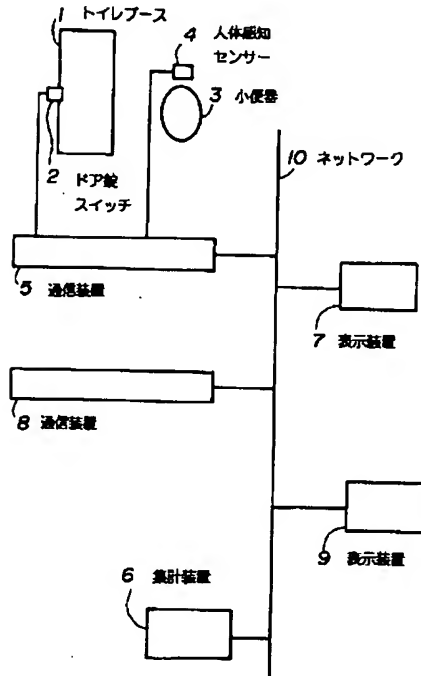 1 トイレブース
4 人体感知
センサー
3 小便器
2 ドア錠
スイッチ
10 ネットワーク
5 通信装置
7 表示装置
8 通信装置
9 表示装置
6 集計装置